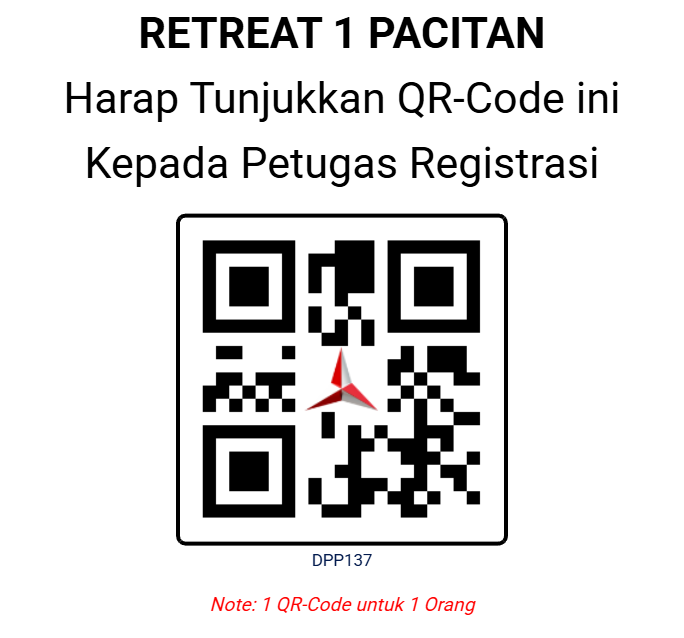 RETREAT 1 PACITAN
Harap Tunjukkan QR-Code ini
Kepada Petugas Registrasi
DPP137
Note: 1 QR-Code untuk 1 Orang